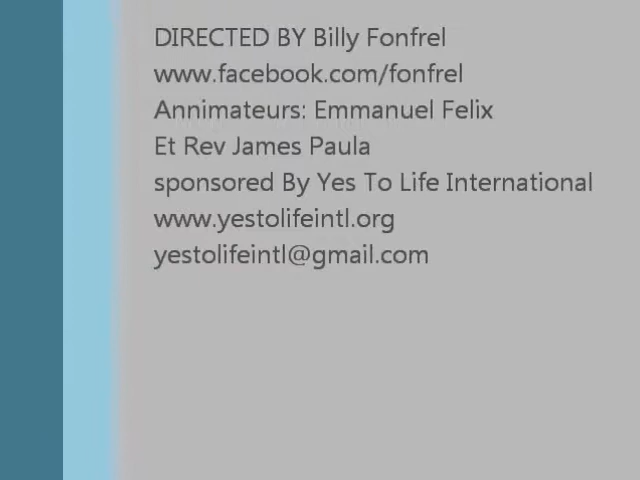 DIRECTED BY Billy Fonfrel
www.facebook.com/fonfrel
Annimateurs: Emmanuel Felix
Et Rev James Paula
sponsored By Yes To Life International
www.yestolifeintl.org
yestolifeintl@gmail.com